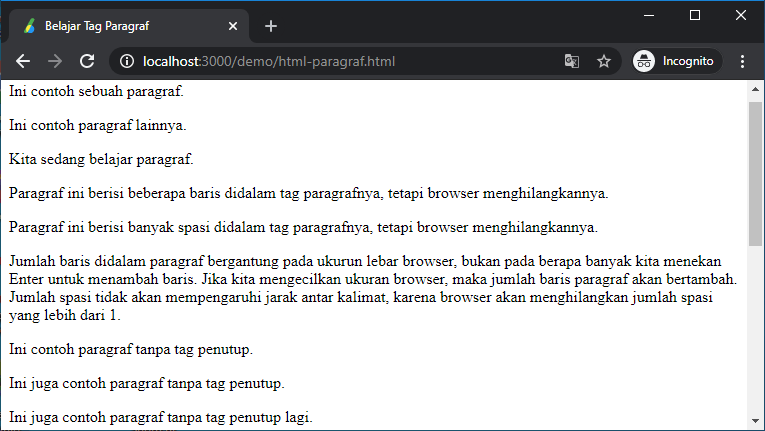 Belajar Tag Paragraf
localhost:3000/demo/html-paragraf.html
Incognito
Ini contoh sebuah paragraf.
Ini contoh paragraf lainnya.
Kita sedang belajar paragraf.
Paragraf ini berisi beberapa baris didalam tag paragrafnya, tetapi browser menghilangkannya.
Paragraf ini berisi banyak spasi didalam tag paragrafnya, tetapi browser menghilangkannya.
Jumlah baris didalam paragraf bergantung pada ukurun lebar browser, bukan pada berapa banyak kita menekan
Enter untuk menambah baris. Jika kita mengecilkan ukuran browser, maka jumlah baris paragraf akan bertambah.
Jumlah spasi tidak akan mempengaruhi jarak antar kalimat, karena browser akan menghilangkan jumlah spasi
yang lebih dari 1.
Ini contoh paragraf tanpa tag penutup.
Ini juga contoh paragraf tanpa tag penutup.
Ini juga contoh paragraf tanpa tag penutup lagi.